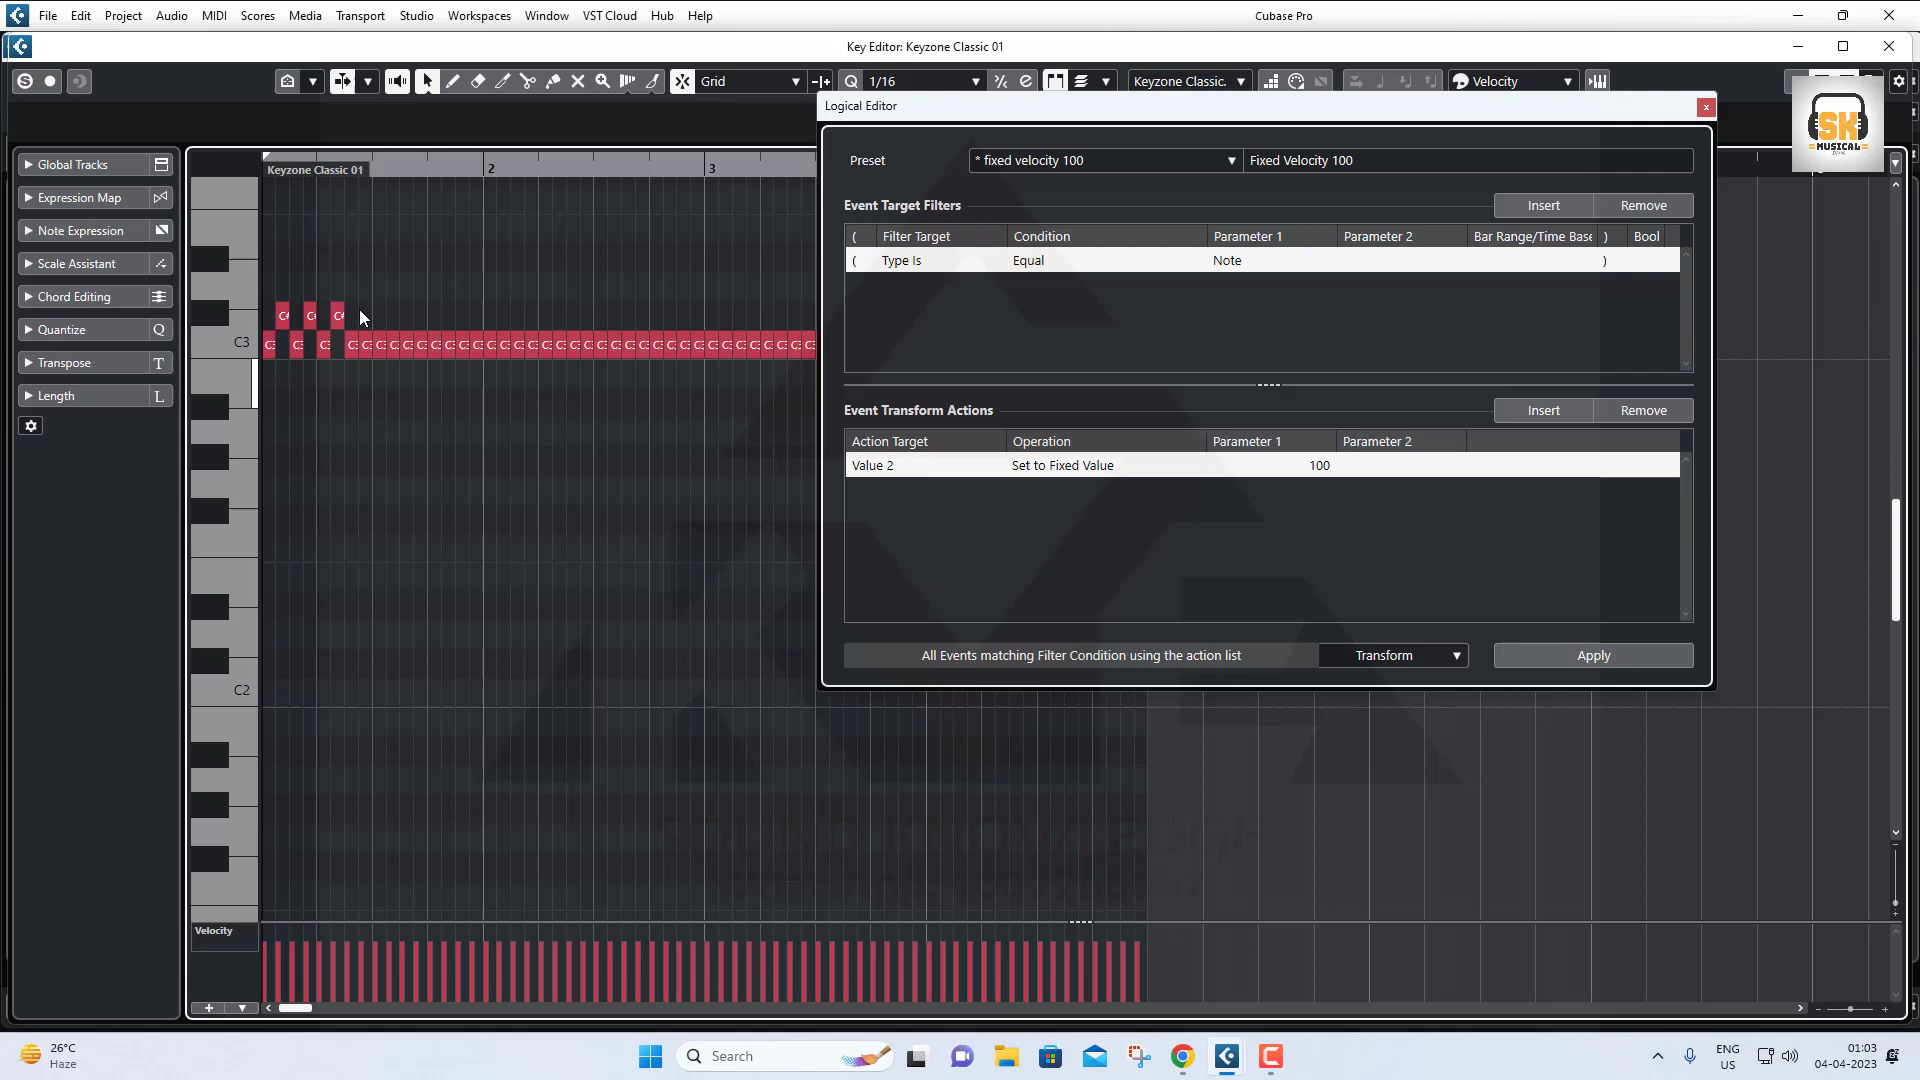 File Edit Project Audio MIDI Scores Media Transport Studio Workspaces Window VST Cloud Hub Help
Cubase Pro
Key Editor: Keyzone Classic 01
Grid
1/16
Keyzone Classic.
Velocity
SK
MUSICAL
Logical Editor
Preset
* fixed velocity 100
Fixed Velocity 100
Event Target Filters
Insert
Remove
( Filter Target Condition Parameter 1 Parameter 2 Bar Range/Time Base ) Bool
( Type Is Equal Note )
Event Transform Actions
Insert
Remove
Action Target Operation Parameter 1 Parameter 2
Value 2 Set to Fixed Value 100
All Events matching Filter Condition using the action list
Transform
Apply
Global Tracks
Expression Map
Note Expression
Scale Assistant
Chord Editing
Quantize Q
Transpose T
Length L
Keyzone Classic 01
2
3
C3
C2
Velocity
26°C
Haze
Search
ENG
US
01:03
04-04-2023